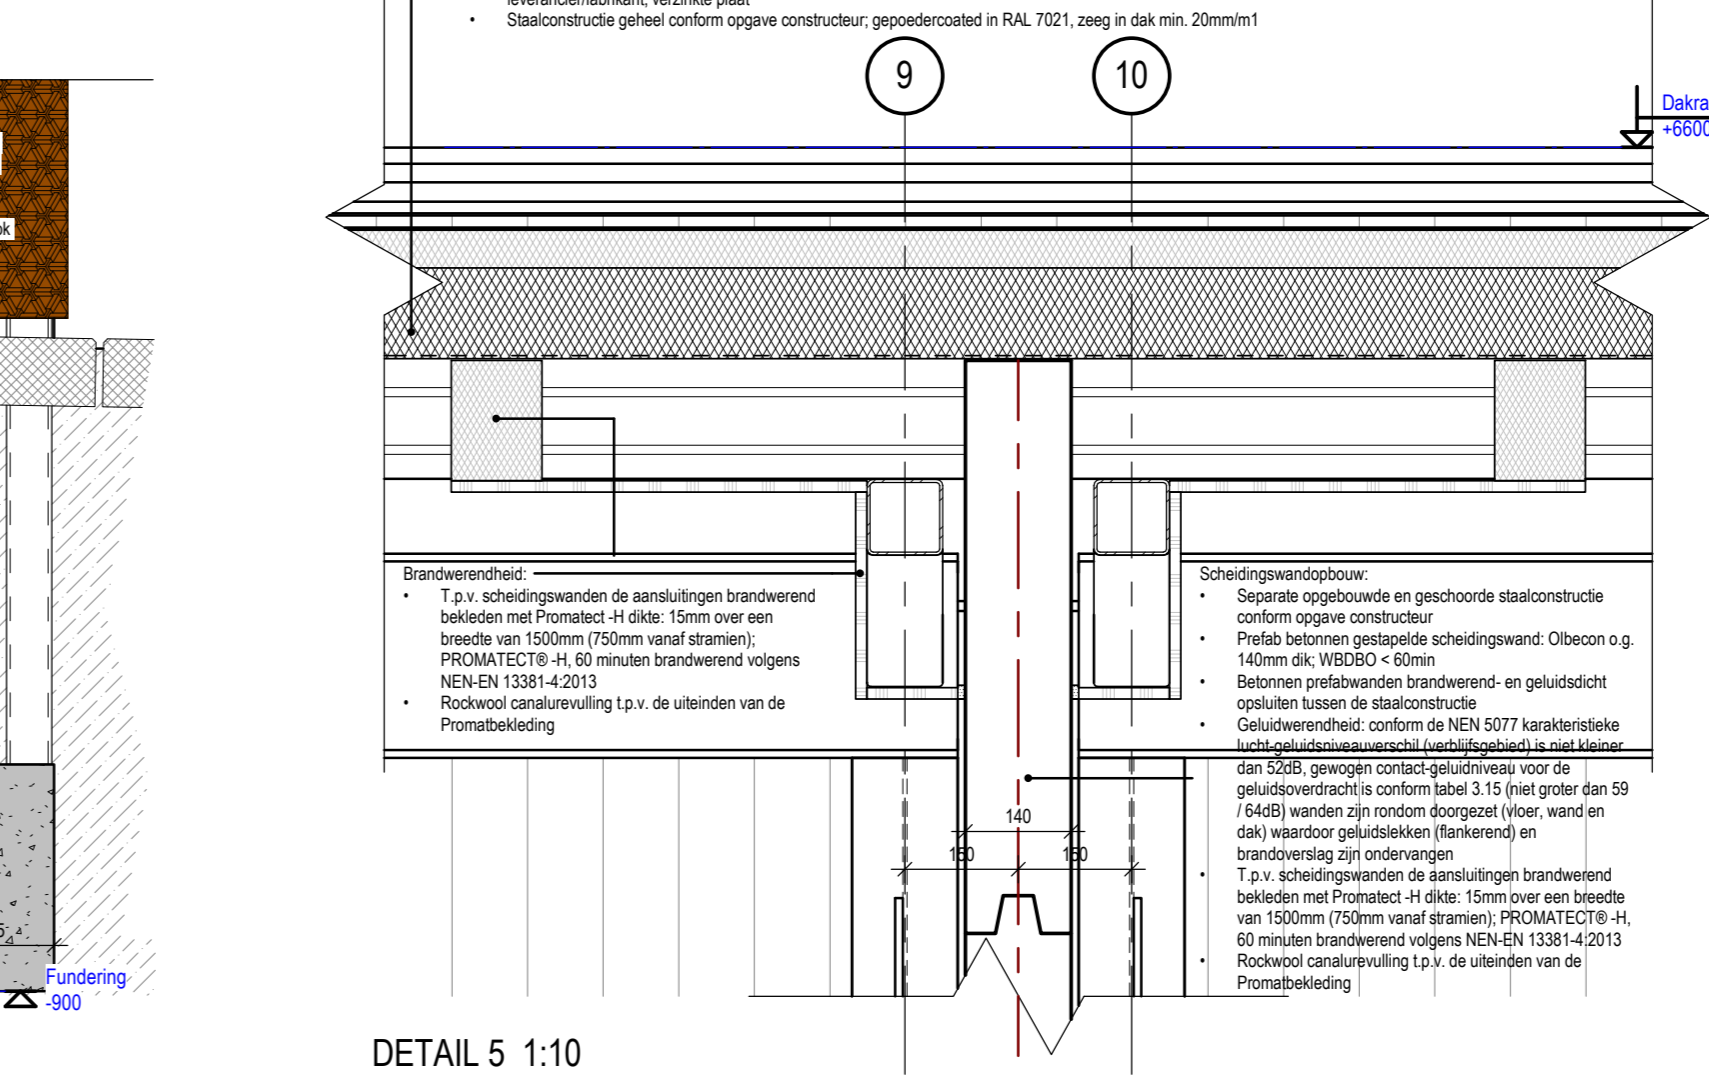 leverancier/fabrikant, verzinkte plaat
• Staalconstructie geheel conform opgave constructeur; gepoedercoated in RAL 7021, zeeg in dak min. 20mm/m1
9
10
Dakra
+6600
ok
Brandwerendheid:
• T.p.v. scheidingswanden de aansluitingen brandwerend
bekleden met Promatect -H dikte: 15mm over een
breedte van 1500mm (750mm vanaf stramien);
PROMATECT® -H, 60 minuten brandwerend volgens
NEN-EN 13381-4:2013
• Rockwool canalurevulling t.p.v. de uiteinden van de
Promatbekleding
Scheidingswandopbouw:
• Separate opgebouwde en geschoorde staalconstructie
conform opgave constructeur
• Prefab betonnen gestapelde scheidingswand: Olbecon o.g.
140mm dik; WBDBO < 60min
• Betonnen prefabwanden brandwerend- en geluidsdicht
opsluiten tussen de staalconstructie
• Geluidwerendheid: conform de NEN 5077 karakteristieke
lucht-geluidsniveauverschil (verblijfsgebied) is niet kleiner
dan 52dB, gewogen contact-geluidniveau voor de
geluidsoverdracht is conform tabel 3.15 (niet groter dan 59
/ 64dB) wanden zijn rondom doorgezet (vloer, wand en
dak) waardoor geluidslekken (flankerend) en
brandoverslag zijn ondervangen
• T.p.v. scheidingswanden de aansluitingen brandwerend
bekleden met Promatect -H dikte: 15mm over een breedte
van 1500mm (750mm vanaf stramien); PROMATECT® -H,
60 minuten brandwerend volgens NEN-EN 13381-4:2013
• Rockwool canalurevulling t.p.v. de uiteinden van de
Promatbekleding
140
150 150
5
Fundering
-900
DETAIL 5 1:10